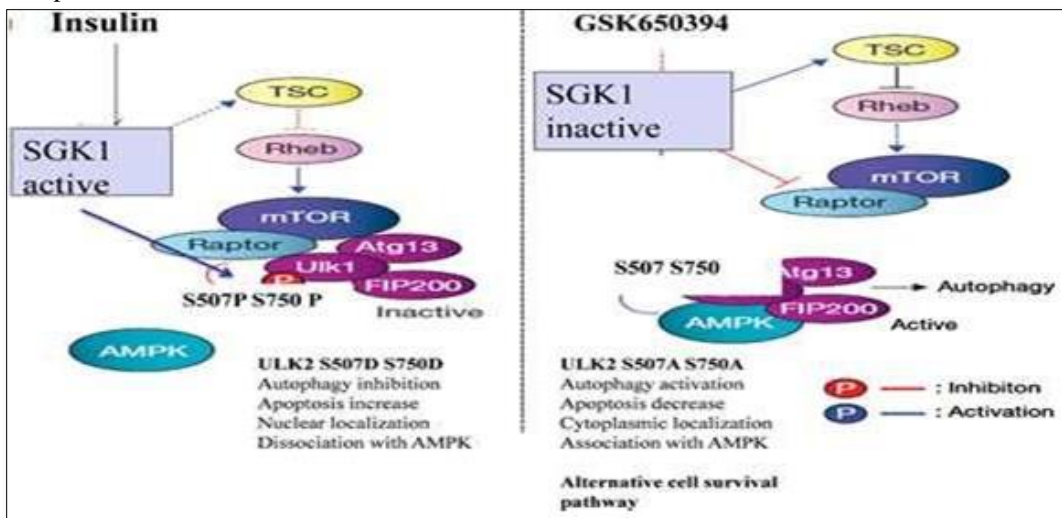 Insulin
TSC
SGK1
active
Rheb
mTOR
Raptor
Atg13
Ulk1
P
FIP200
S507P S750 P
Inactive
AMPK
ULK2 S507D S750D
Autophagy inhibition
Apoptosis increase
Nuclear localization
Dissociation with AMPK
GSK650394
TSC
SGK1
inactive
Rheb
mTOR
Raptor
S507 S750
Atg13
Autophagy
FIP200
AMPK
Active
ULK2 S507A S750A
Autophagy activation
Apoptosis decrease
Cytoplasmic localization
Association with AMPK
P : Inhibiton
P : Activation
Alternative cell survival
pathway